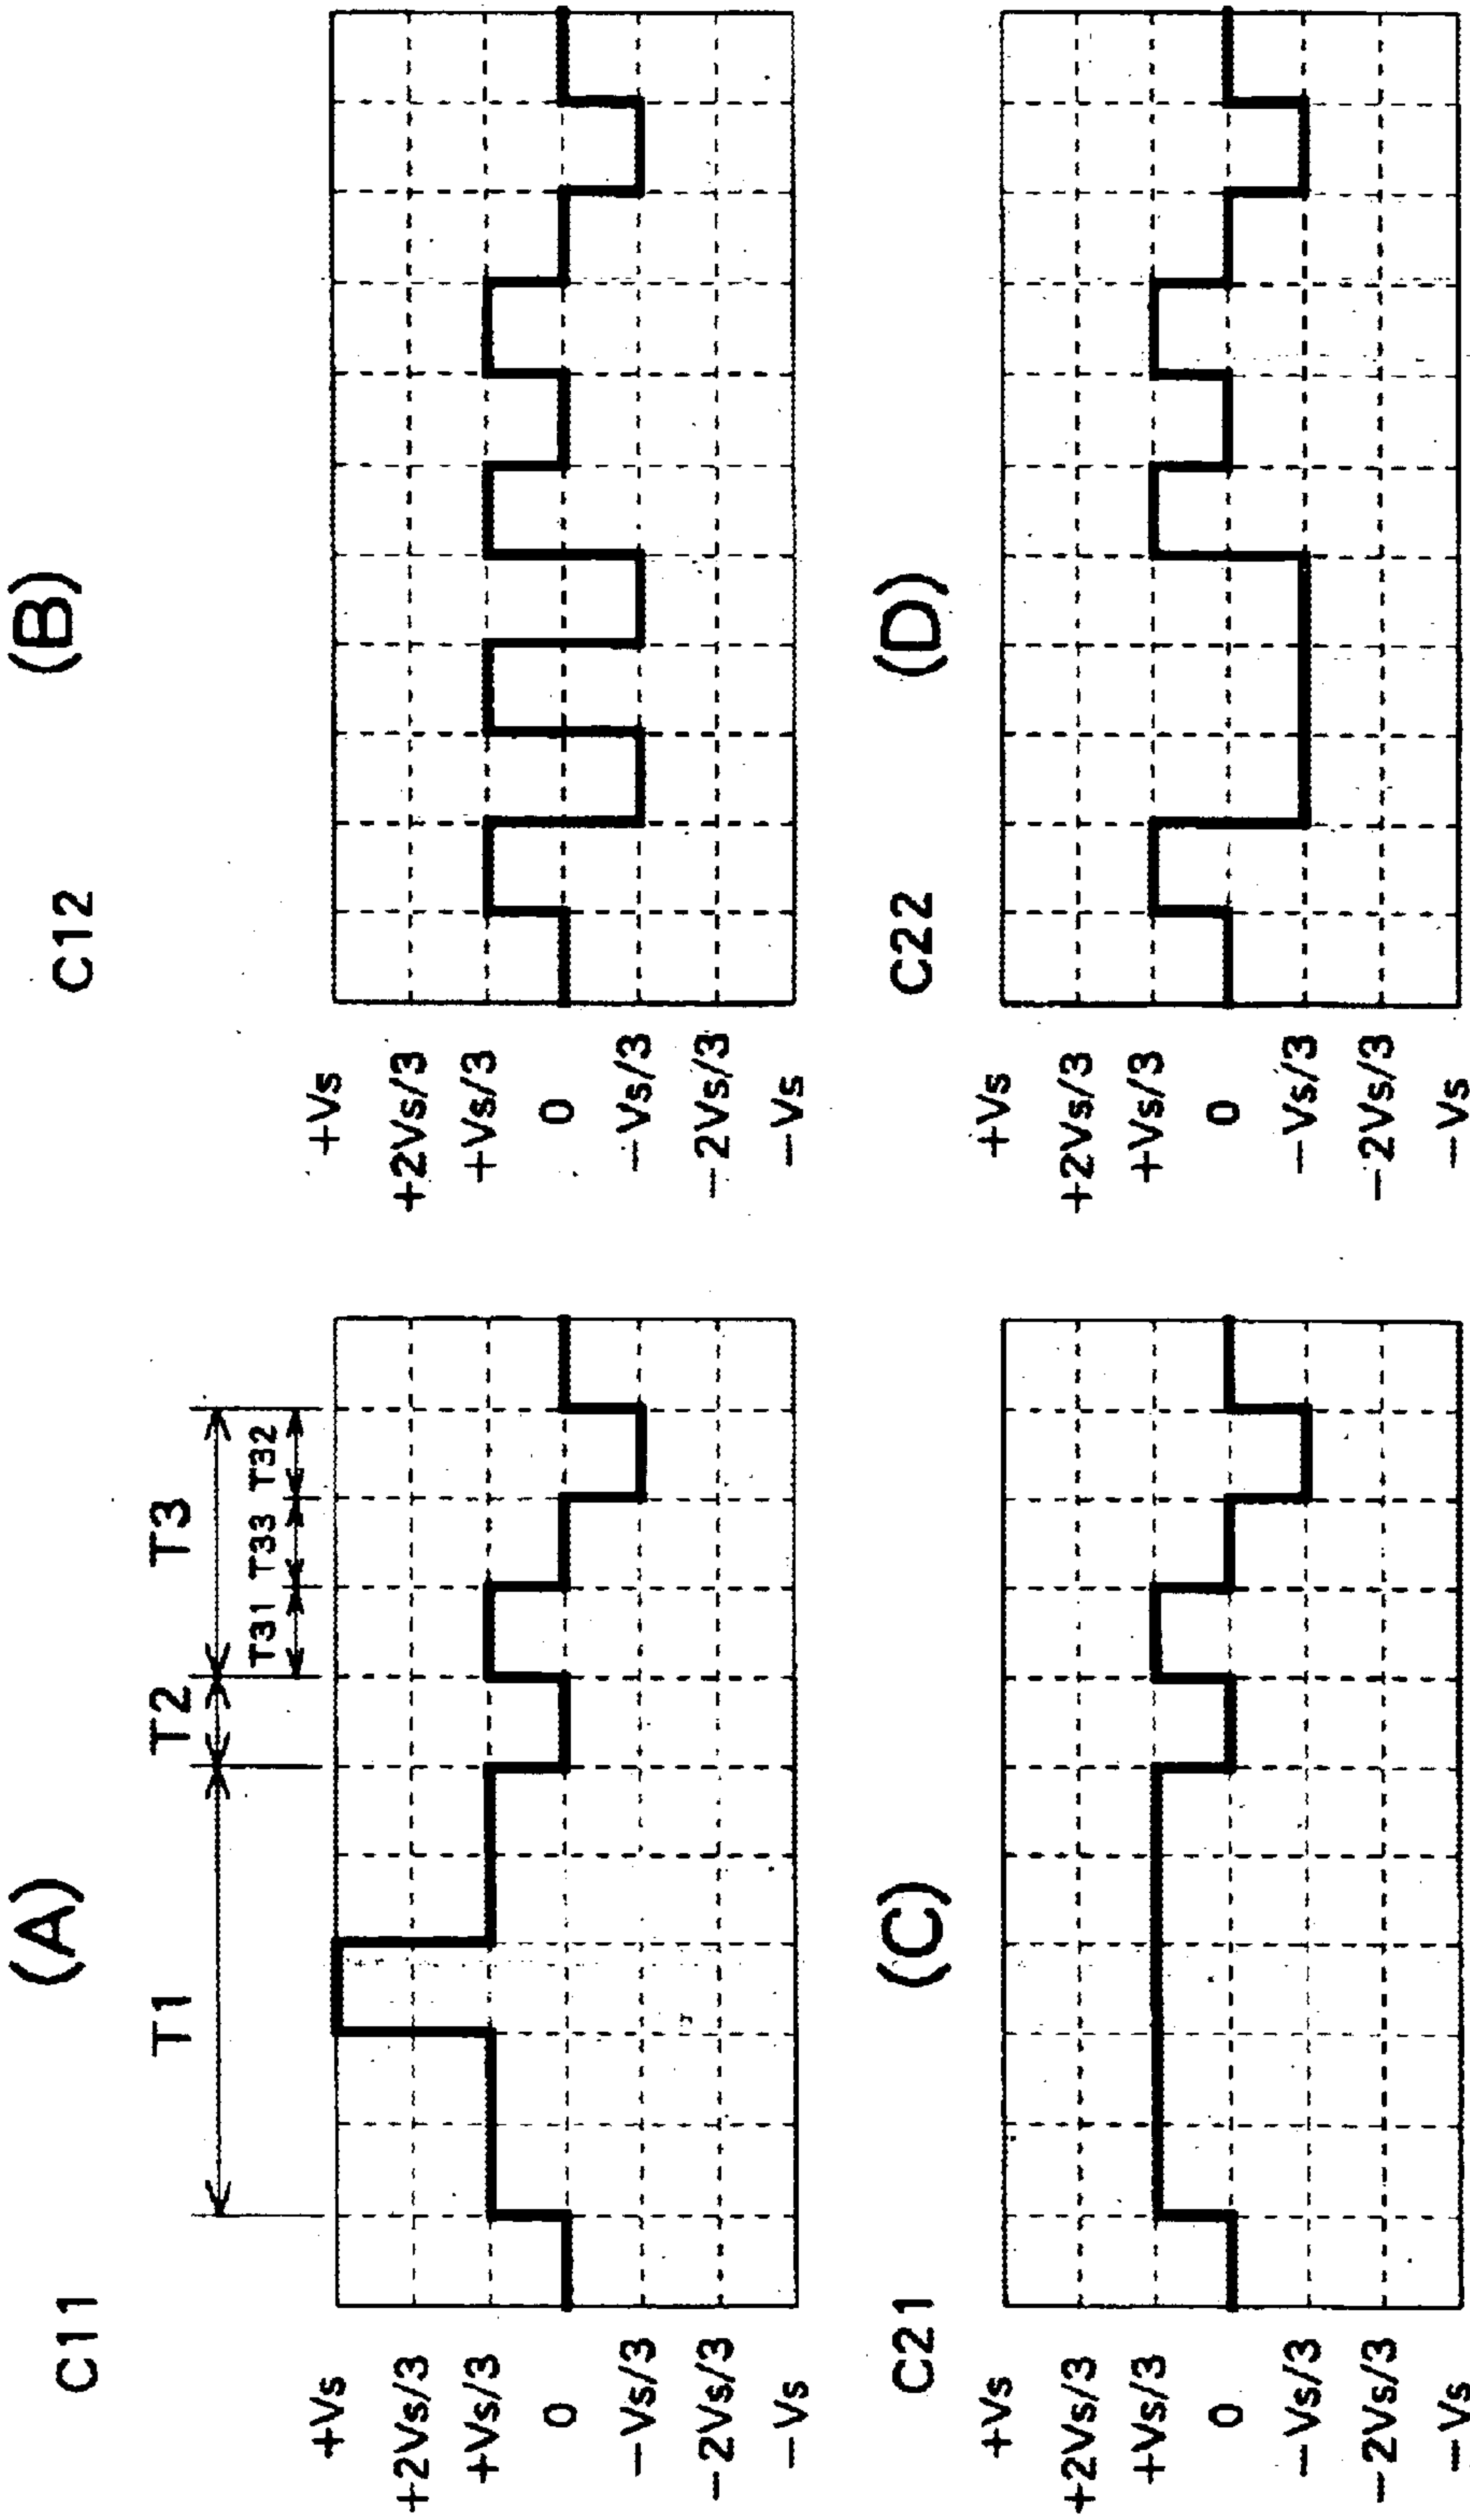 C11 (A)
T1 T2 T3
T31 T33 T32
+Vs
+2Vs/3
+Vs/3
0
−Vs/3
−2Vs/3
−Vs
C12 (B)
+Vs
+2Vs/3
+Vs/3
0
−Vs/3
−2Vs/3
−Vs
C21 (C)
+Vs
+2Vs/3
+Vs/3
0
−Vs/3
−2Vs/3
−Vs
C22 (D)
+Vs
+2Vs/3
+Vs/3
0
−Vs/3
−2Vs/3
−Vs